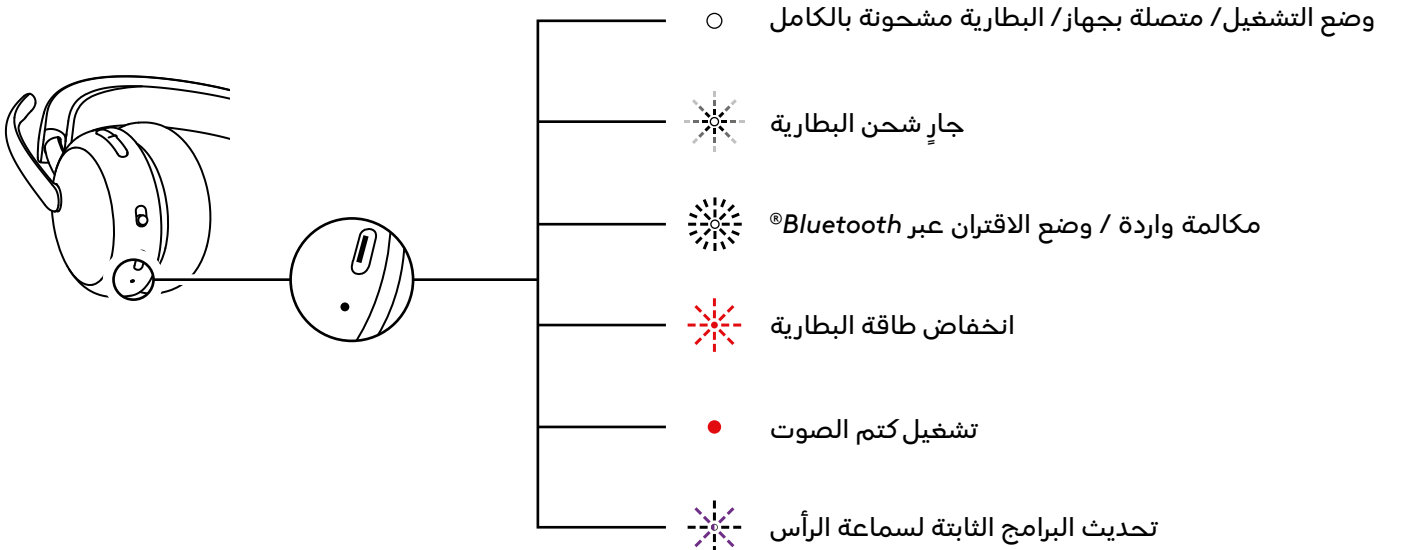 وضع التشغيل/ متصلة بجهاز/ البطارية مشحونة بالكامل
جارٍ شحن البطارية
مكالمة واردة / وضع الاقتران عبر Bluetooth®
انخفاض طاقة البطارية
تشغيل كتم الصوت
تحديث البرامج الثابتة لسماعة الرأس